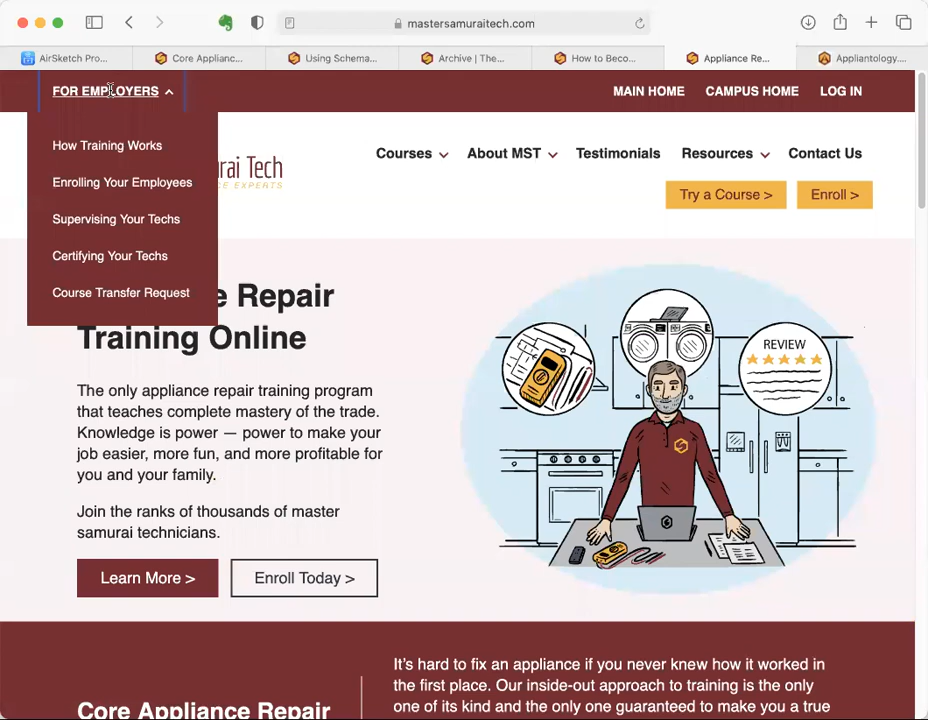 mastersamuraitech.com
AirSketch Pro...
Core Applianc...
Using Schema...
Archive | The...
How to Beco...
Appliance Re...
Appliantology....
FOR EMPLOYERS
MAIN HOME
CAMPUS HOME
LOG IN
How Training Works
Enrolling Your Employees
Supervising Your Techs
Certifying Your Techs
Course Transfer Request
rai Tech
CE EXPERTS
Courses
About MST
Testimonials
Resources
Contact Us
Try a Course >
Enroll >
e Repair
Training Online
The only appliance repair training program
that teaches complete mastery of the trade.
Knowledge is power — power to make your
job easier, more fun, and more profitable for
you and your family.
Join the ranks of thousands of master
samurai technicians.
Learn More >
Enroll Today >
REVIEW
Core Appliance Repair
It's hard to fix an appliance if you never knew how it worked in
the first place. Our inside-out approach to training is the only
one of its kind and the only one guaranteed to make you a true